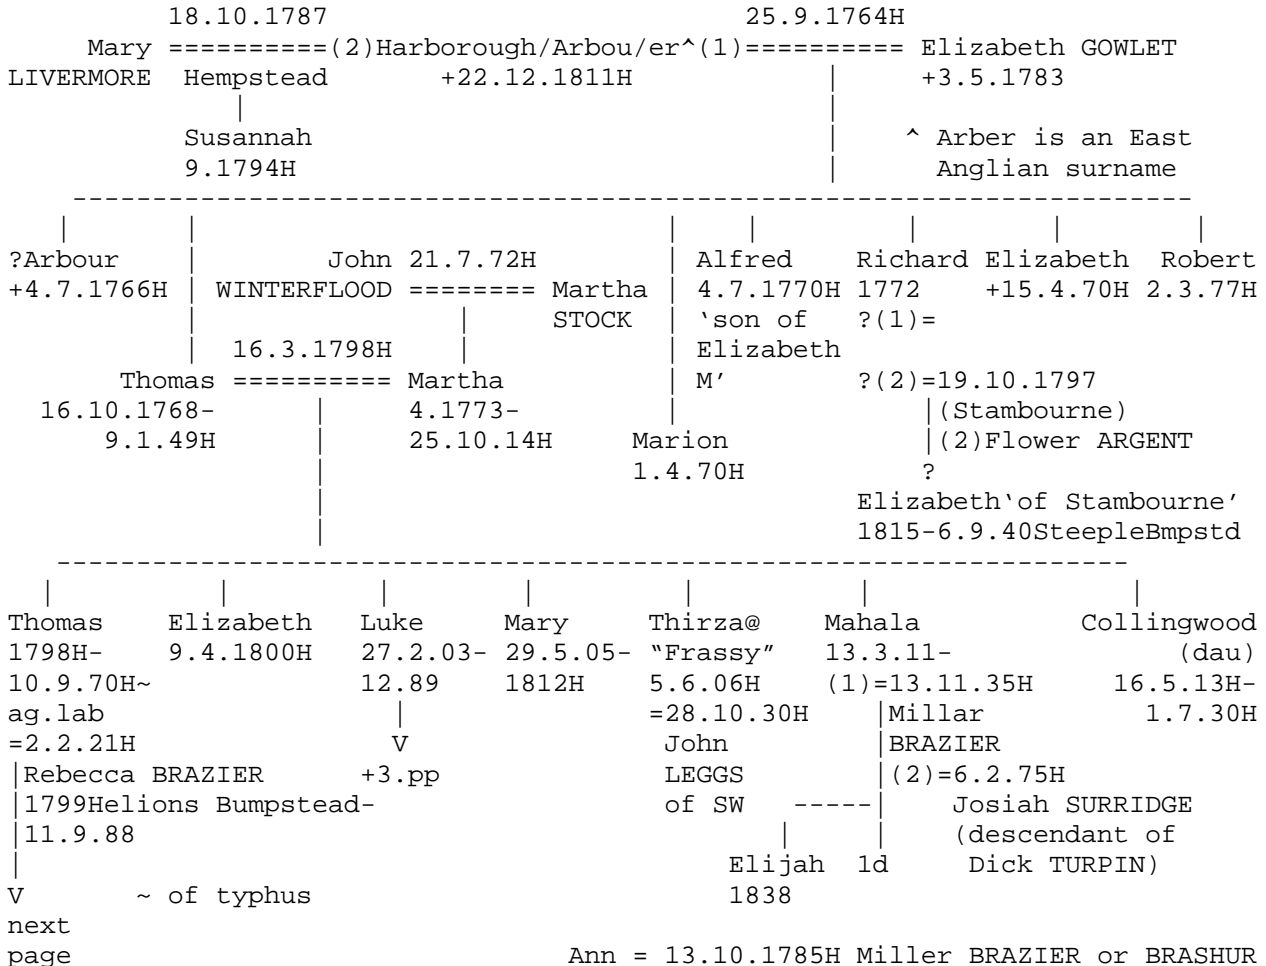 18.10.1787 25.9.1764H
Mary ==========(2)Harborough/Arbou/er^(1)========== Elizabeth GOWLET
LIVERMORE Hempstead +22.12.1811H | +3.5.1783
| |
Susannah | ^ Arber is an East
9.1794H | Anglian surname
----------------------------------------------------------------------
| | | | | | |
?Arbour | John 21.7.72H | Alfred Richard Elizabeth Robert
+4.7.1766H | WINTERFLOOD ======== Martha | 4.7.1770H 1772 +15.4.70H 2.3.77H
| | STOCK | ‘son of ?(1)=
| 16.3.1798H | | Elizabeth
Thomas ========== Martha | M’ ?(2)=19.10.1797
16.10.1768- | 4.1773- | |(Stambourne)
9.1.49H | 25.10.14H Marion |(2)Flower ARGENT
| 1.4.70H ?
| Elizabeth‘of Stambourne’
| 1815-6.9.40SteepleBmpstd
-------------------------------------------------------------------
| | | | | | |
Thomas Elizabeth Luke Mary Thirza@ Mahala Collingwood
1798H- 9.4.1800H 27.2.03- 29.5.05- “Frassy” 13.3.11- (dau)
10.9.70H~ 12.89 1812H 5.6.06H (1)=13.11.35H 16.5.13H-
ag.lab | =28.10.30H |Millar 1.7.30H
=2.2.21H V John |BRAZIER
|Rebecca BRAZIER +3.pp LEGGS |(2)=6.2.75H
|1799Helions Bumpstead- of SW -----| Josiah SURRIDGE
|11.9.88 | | (descendant of
| Elijah 1d Dick TURPIN)
V ~ of typhus 1838
next
page Ann = 13.10.1785H Miller BRAZIER or BRASHUR